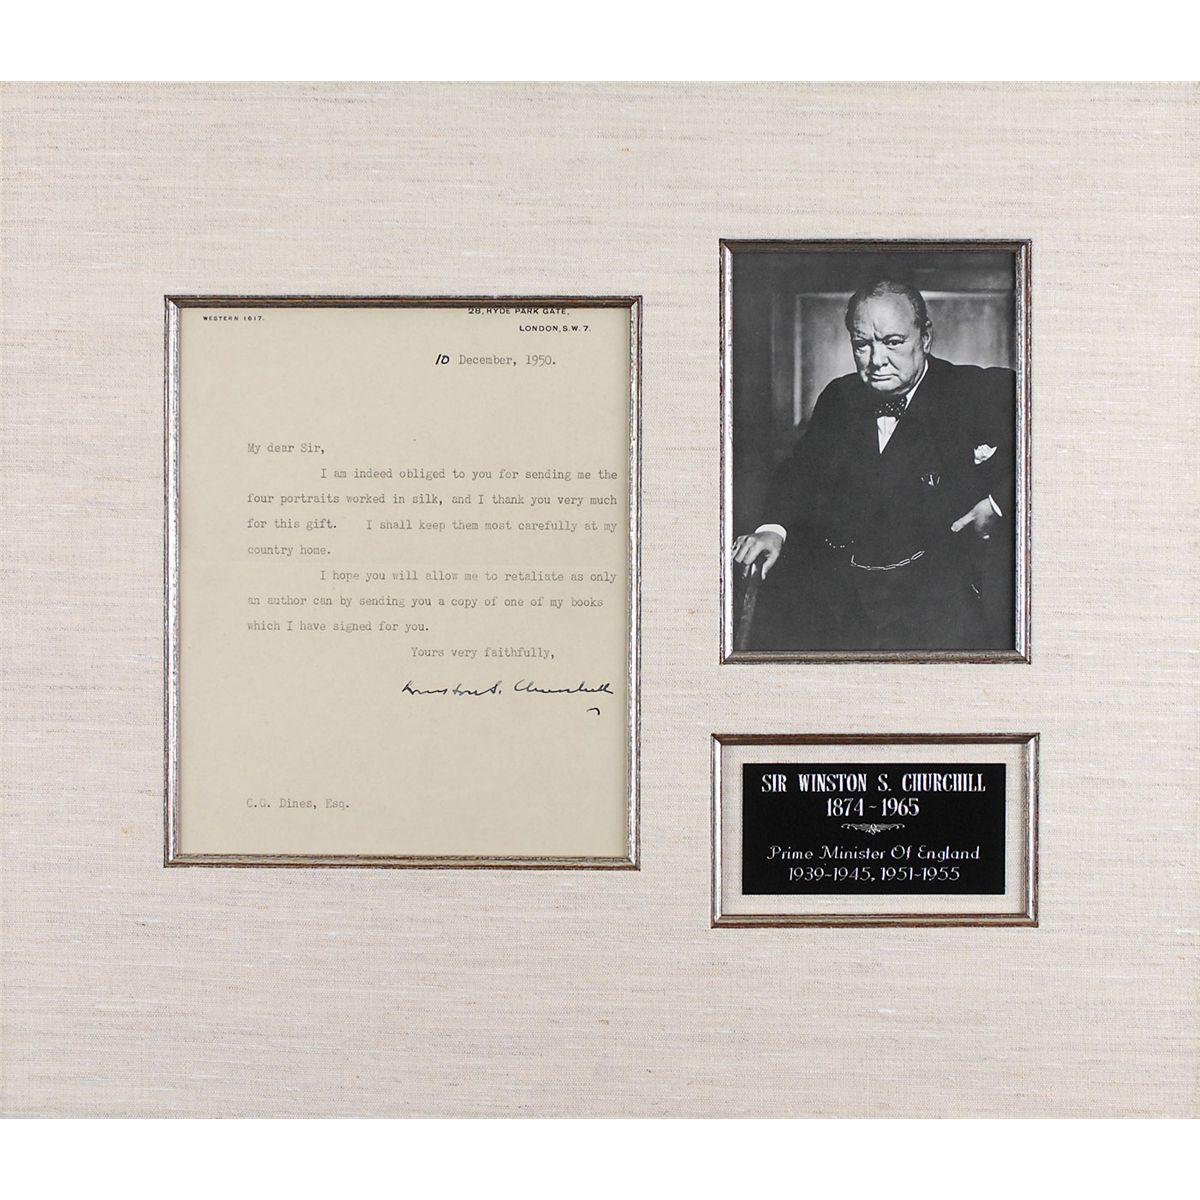 WESTERN 1617.
28, HYDE PARK GATE,
LONDON, S.W. 7.
10 December, 1950.
My dear Sir,
I am indeed obliged to you for sending me the
four portraits worked in silk, and I thank you very much
for this gift. I shall keep them most carefully at my
country home.
I hope you will allow me to retaliate as only
an author can by sending you a copy of one of my books
which I have signed for you.
Yours very faithfully,
Winston S. Churchill
C.G. Dines, Esq.
SIR WINSTON S. CHURCHILL
1874 ~ 1965
Prime Minister Of England
1939~1945, 1951~1955